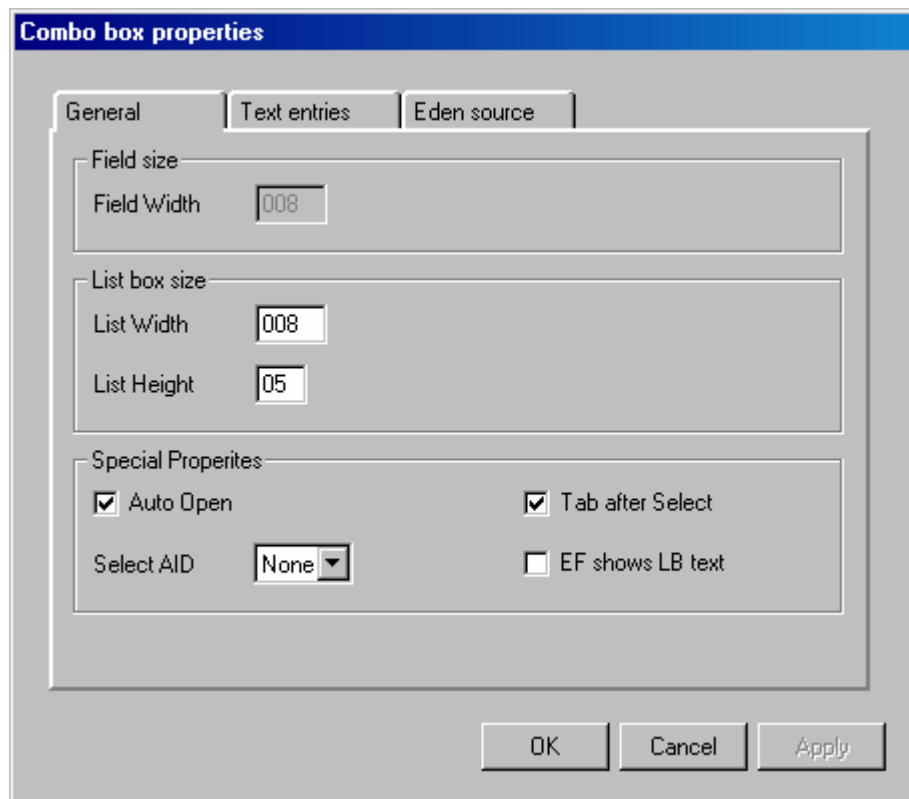 Combo box properties
General Text entries Eden source
Field size
Field Width 008
List box size
List Width 008
List Height 05
Special Properites
Auto Open Tab after Select
Select AID None EF shows LB text
OK Cancel Apply